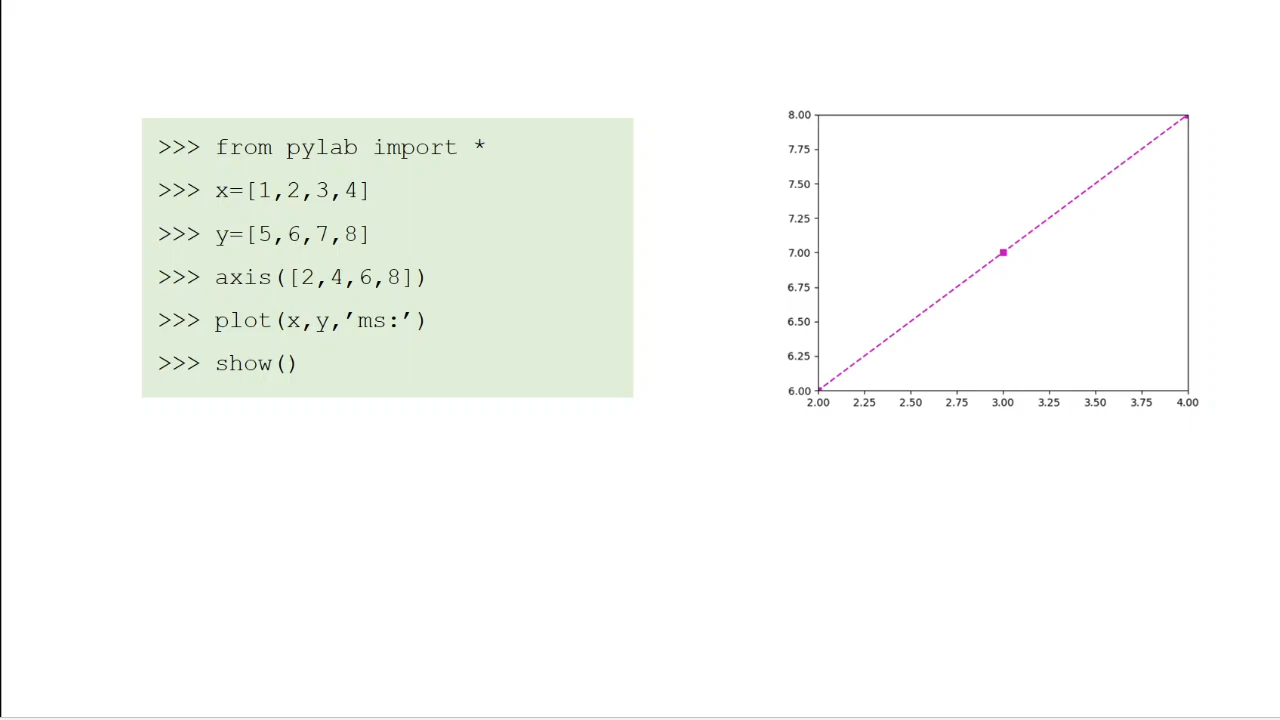 >>> from pylab import *
>>> x=[1,2,3,4]
>>> y=[5,6,7,8]
>>> axis([2,4,6,8])
>>> plot(x,y,’ms:’)
>>> show()
8.00
7.75
7.50
7.25
7.00
6.75
6.50
6.25
6.00
2.00 2.25 2.50 2.75 3.00 3.25 3.50 3.75 4.00